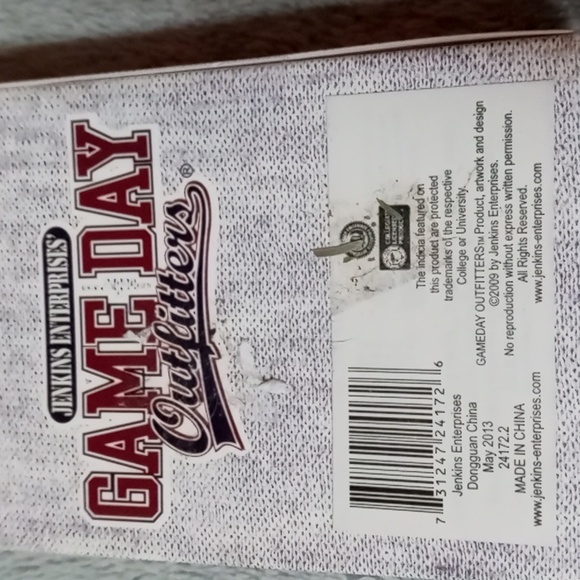 JENKINS ENTERPRISES'
GAME DAY
Outfitters®
The indicia featured on
this product are protected
trademarks of the respective
College or University.
GAMEDAY OUTFITTERS™ Product, artwork and design
©2009 by Jenkins Enterprises.
No reproduction without express written permission.
All Rights Reserved.
www.jenkins-enterprises.com
7 31247 24172 6
Jenkins Enterprises
Dongguan China
May 2013
24172.2
MADE IN CHINA
www.jenkins-enterprises.com